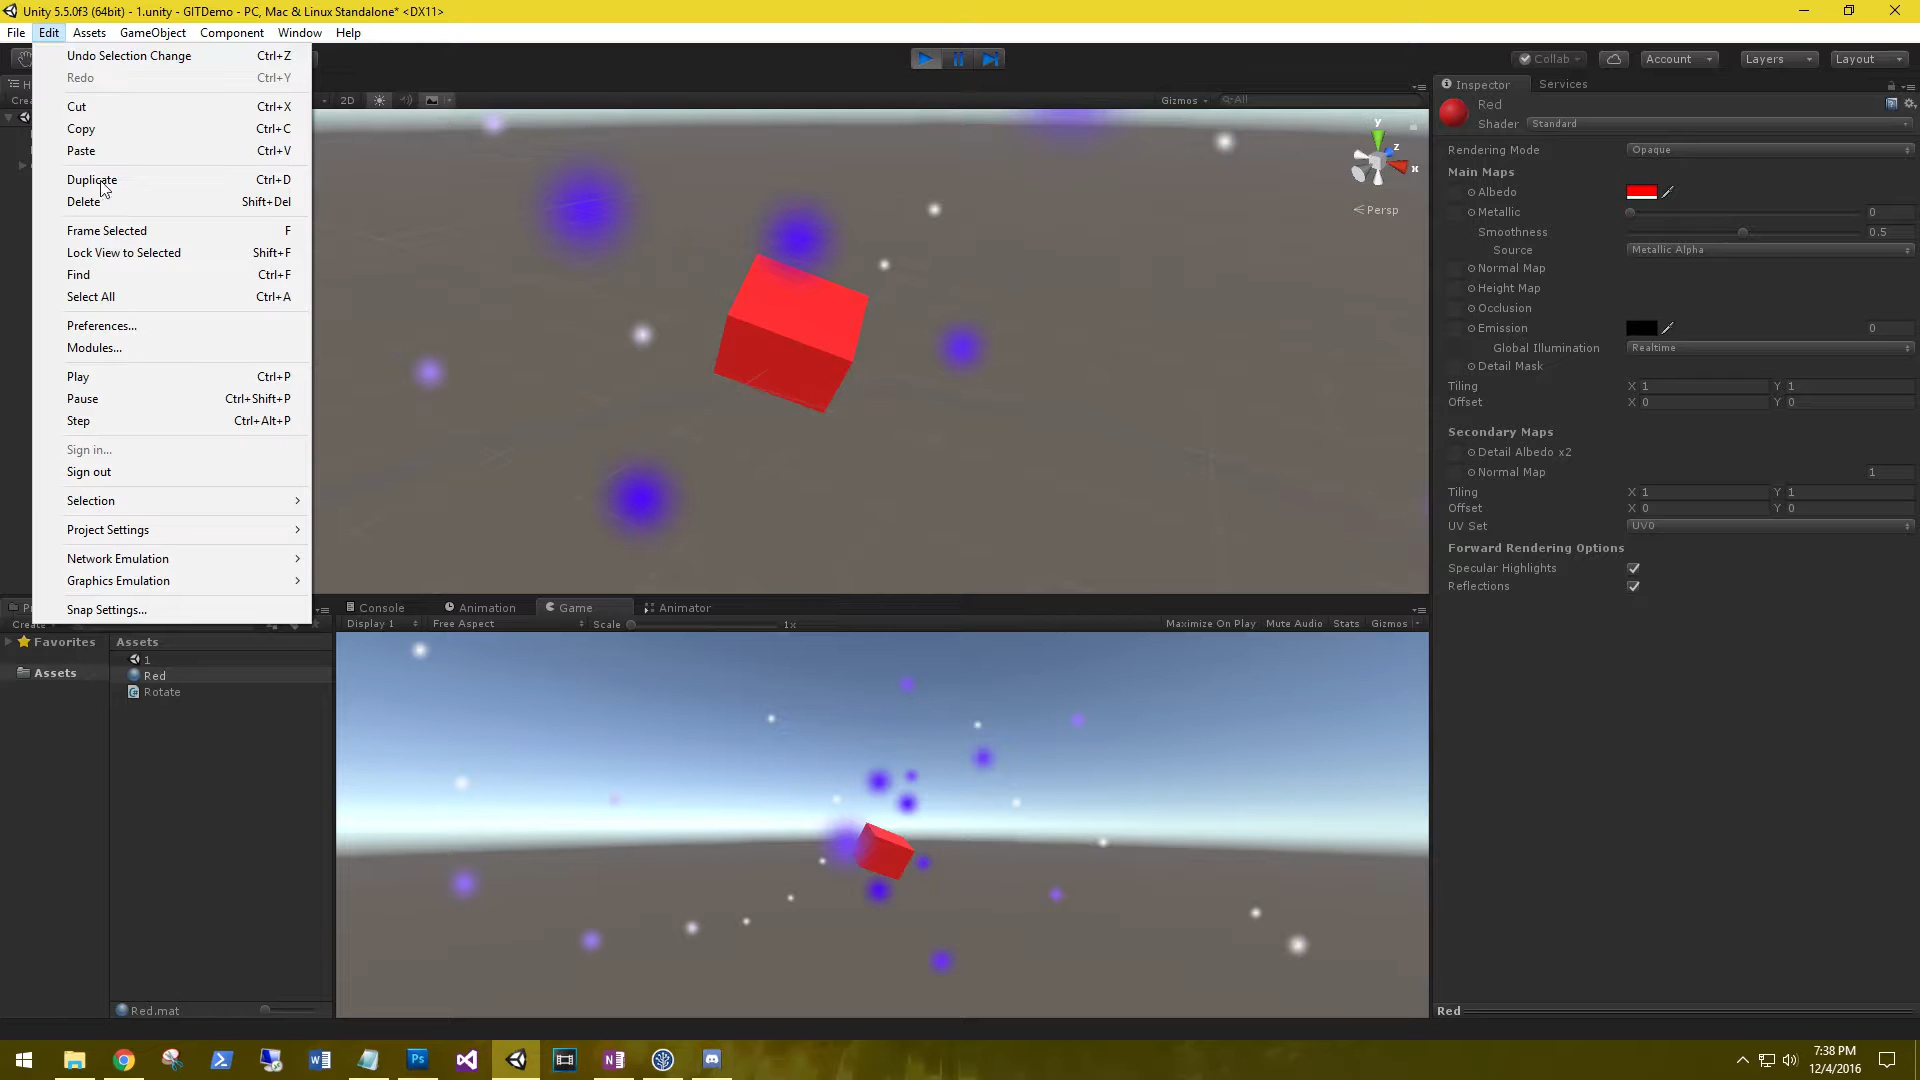 Unity 5.5.0f3 (64bit) - 1.unity - GITDemo - PC, Mac & Linux Standalone* <DX11>
File Edit Assets GameObject Component Window Help
Undo Selection Change Ctrl+Z
Redo Ctrl+Y
Cut Ctrl+X
Copy Ctrl+C
Paste Ctrl+V
Duplicate Ctrl+D
Delete Shift+Del
Frame Selected F
Lock View to Selected Shift+F
Find Ctrl+F
Select All Ctrl+A
Preferences...
Modules...
Play Ctrl+P
Pause Ctrl+Shift+P
Step Ctrl+Alt+P
Sign in...
Sign out
Selection
Project Settings
Network Emulation
Graphics Emulation
Snap Settings...
Collab Account Layers Layout
2D Gizmos All
y
z
x
Persp
Inspector Services
Red
Shader Standard
Rendering Mode Opaque
Main Maps
Albedo
Metallic 0
Smoothness 0.5
Source Metallic Alpha
Normal Map
Height Map
Occlusion
Emission 0
Global Illumination Realtime
Detail Mask
Tiling X 1 Y 1
Offset X 0 Y 0
Secondary Maps
Detail Albedo x2
Normal Map 1
Tiling X 1 Y 1
Offset X 0 Y 0
UV Set UV0
Forward Rendering Options
Specular Highlights
Reflections
Red
Create
Favorites
Assets
Assets
1
Red
Rotate
Red.mat
Console Animation Game Animator
Display 1 Free Aspect Scale 1x Maximize On Play Mute Audio Stats Gizmos
7:38 PM
12/4/2016